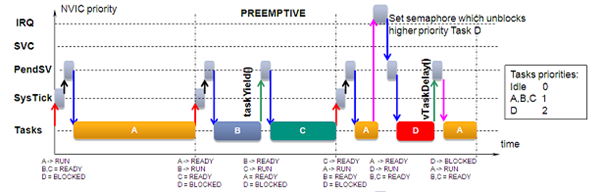 NVIC priority
PREEMPTIVE
IRQ
Set semaphore which unblocks
higher priority Task D
SVC
PendSV
taskYield()
vTaskDelay()
SysTick
Tasks
A
B
C
A
D
A
time
Tasks priorities:
Idle 0
A,B,C 1
D 2
A -> RUN
B,C = READY
D = BLOCKED
A -> READY
B -> RUN
C = READY
D = BLOCKED
B -> READY
C -> RUN
A = READY
D = BLOCKED
C -> READY
A -> RUN
B = READY
D = BLOCKED
A -> READY
D -> RUN
B,C = READY
D -> BLOCKED
A -> RUN
B,C = READY